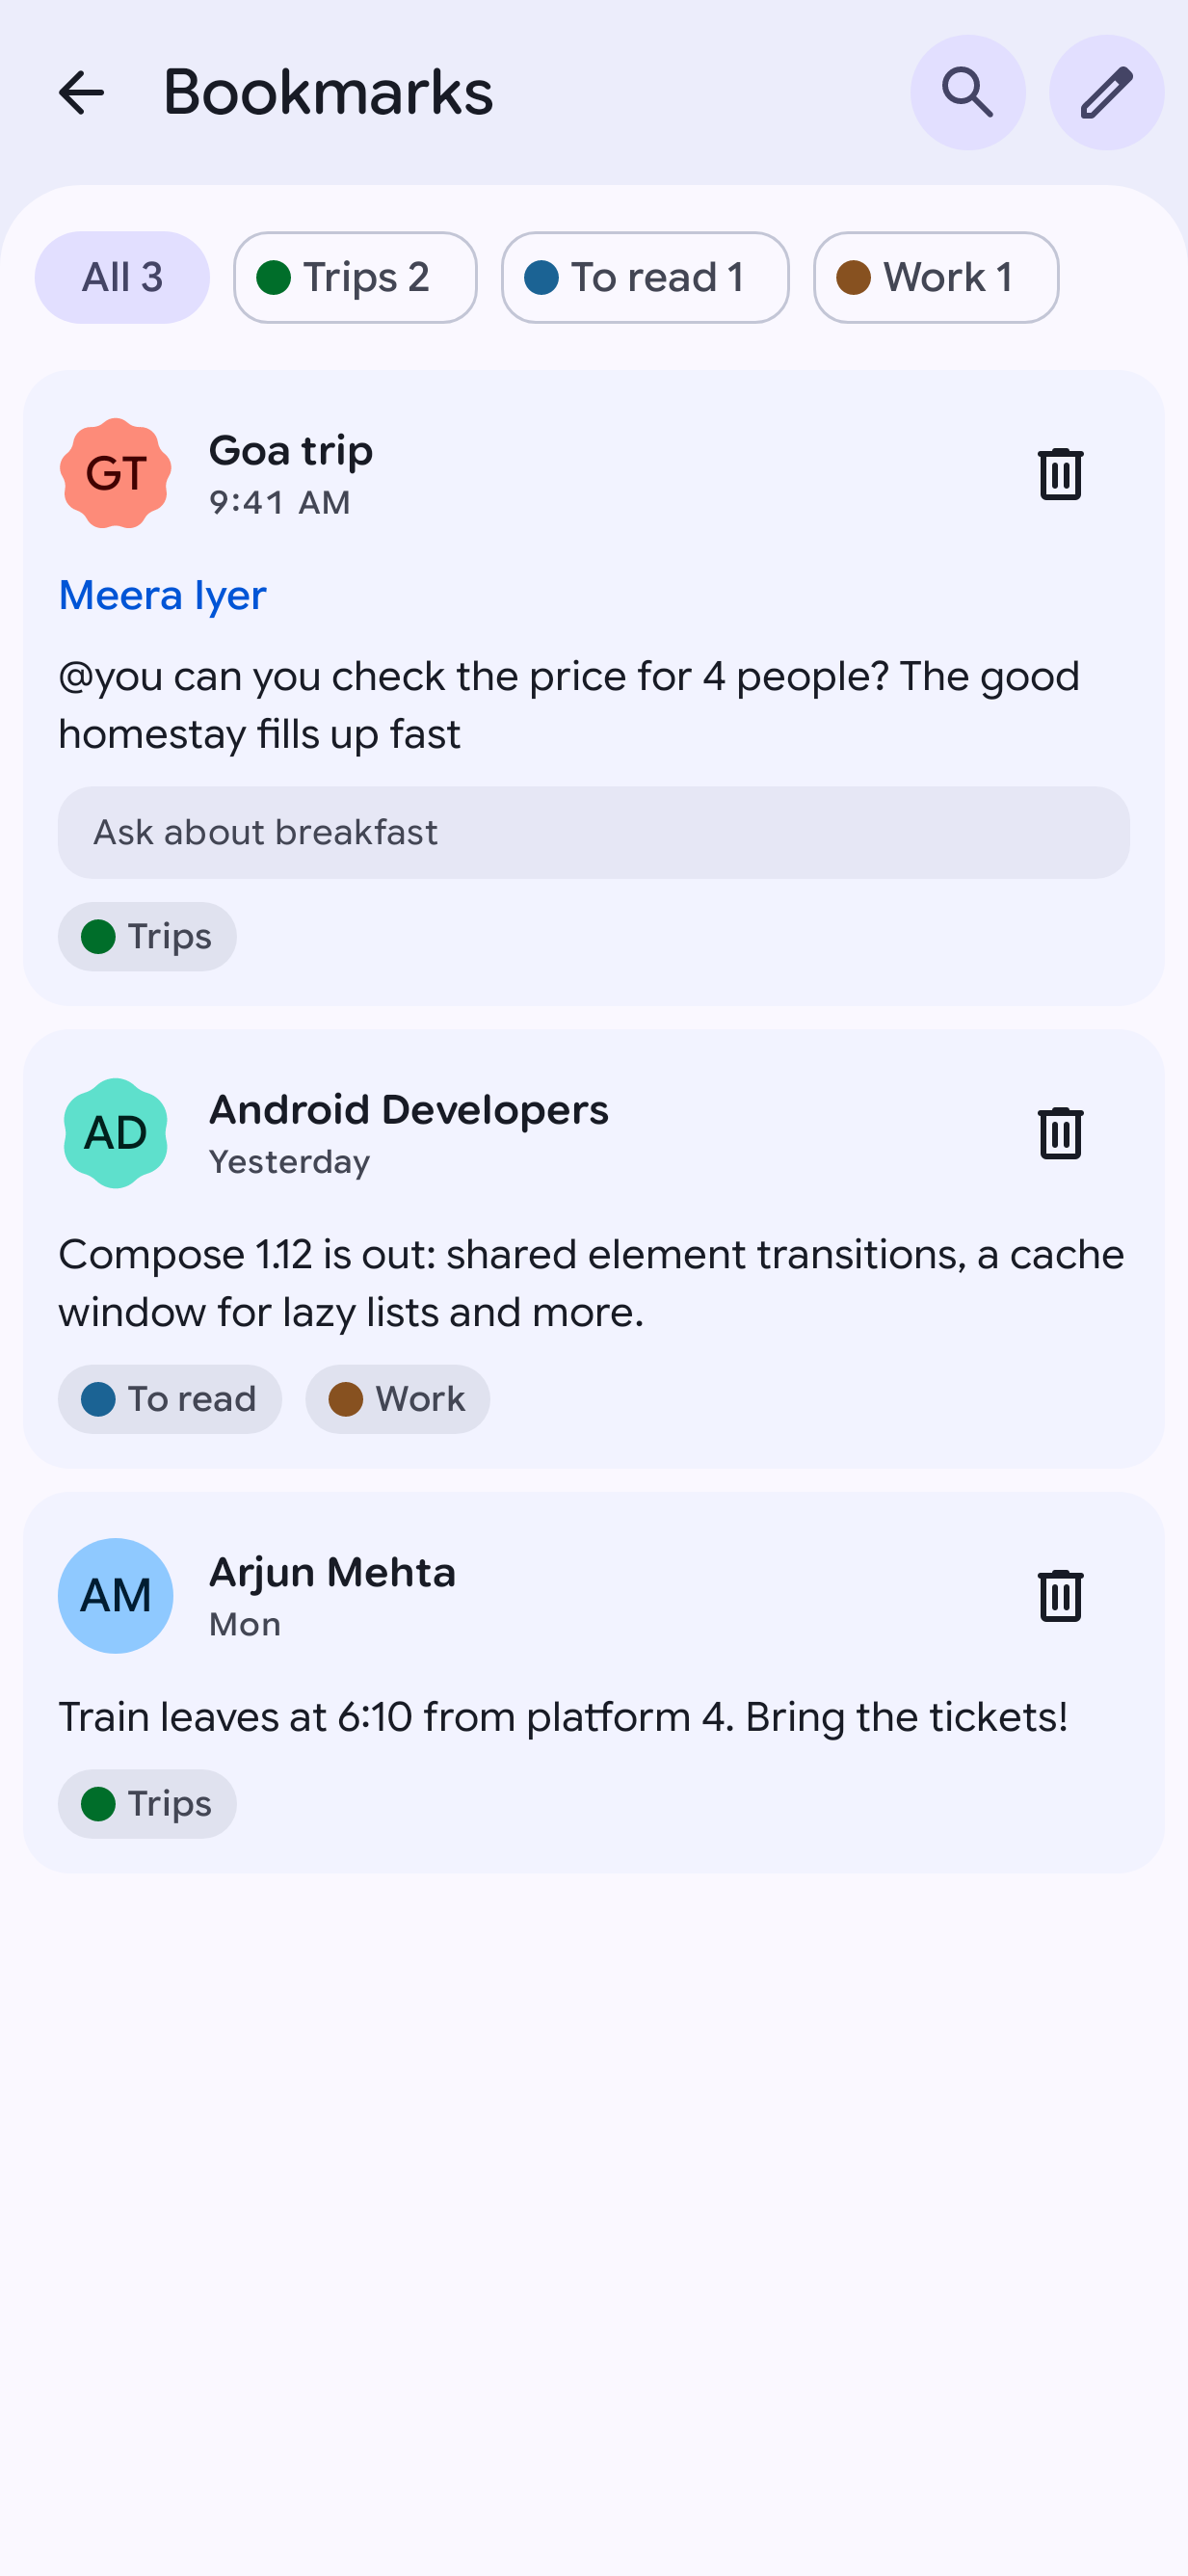 Bookmarks
All 3
Trips 2
To read 1
Work 1
GT
Goa trip
9:41 AM
Meera Iyer
@you can you check the price for 4 people? The good
homestay fills up fast
Ask about breakfast
Trips
AD
Android Developers
Yesterday
Compose 1.12 is out: shared element transitions, a cache
window for lazy lists and more.
To read
Work
AM
Arjun Mehta
Mon
Train leaves at 6:10 from platform 4. Bring the tickets!
Trips